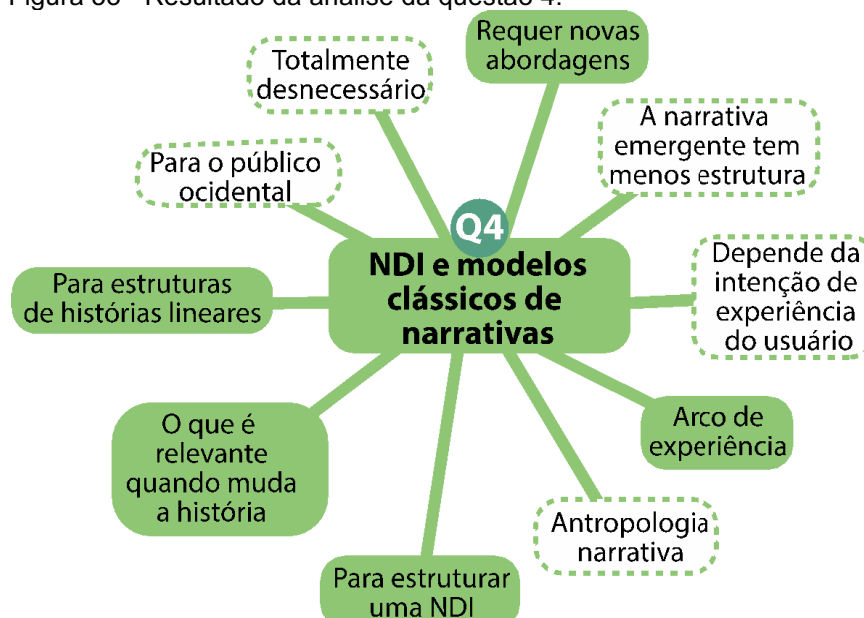 Figura 38 - Resultado da análise da questão 4.
Requer novas
abordagens
Totalmente
desnecessário
A narrativa
emergente tem
menos estrutura
Para o público
ocidental
Q4
NDI e modelos
clássicos de
narrativas
Depende da
intenção de
experiência
do usuário
Para estruturas
de histórias lineares
Arco de
experiência
O que é
relevante
quando muda
a história
Antropologia
narrativa
Para estruturar
uma NDI